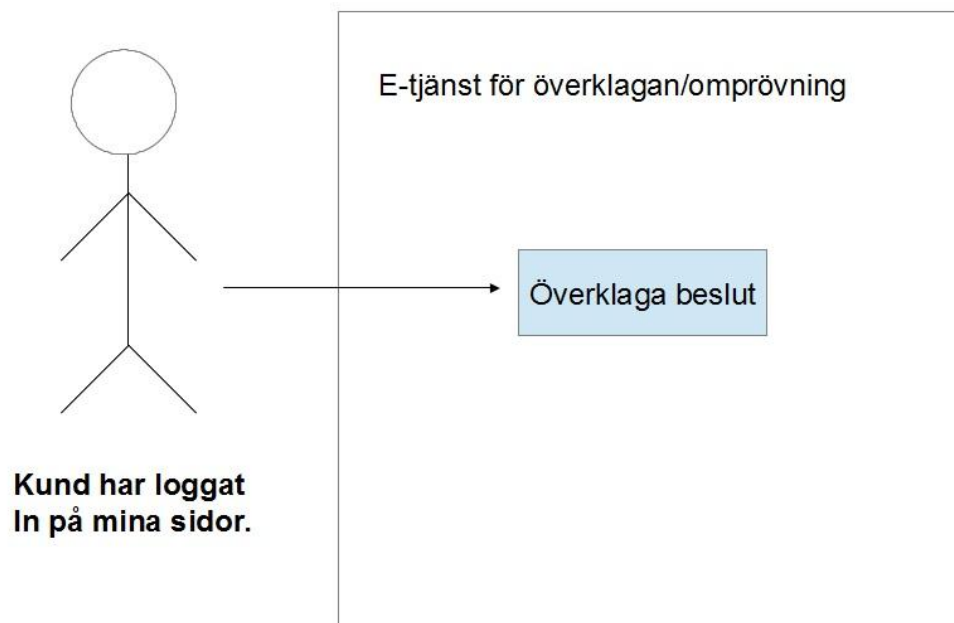 E-tjänst för överklagan/omprövning
Överklaga beslut
Kund har loggat
In på mina sidor.